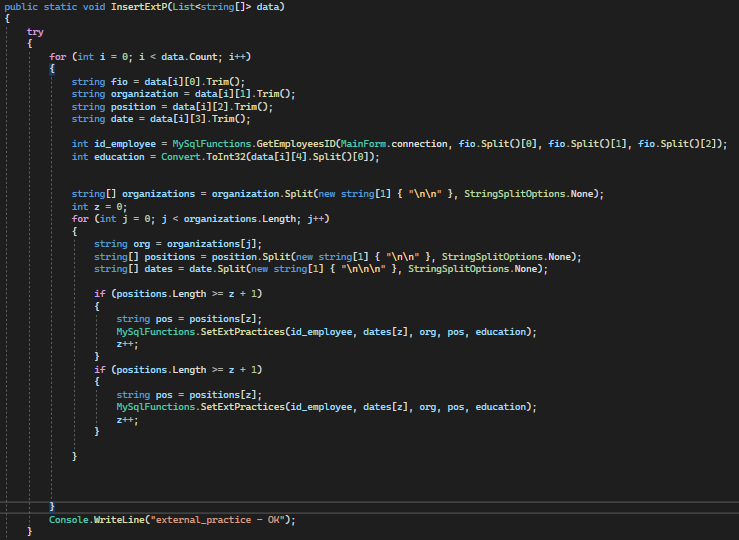 public static void InsertExtP(List<string[]> data)
{
try
{
for (int i = 0; i < data.Count; i++)
{
string fio = data[i][0].Trim();
string organization = data[i][1].Trim();
string position = data[i][2].Trim();
string date = data[i][3].Trim();
int id_employee = MySqlFunctions.GetEmployeesID(MainForm.connection, fio.Split()[0], fio.Split()[1], fio.Split()[2]);
int education = Convert.ToInt32(data[i][4].Split()[0]);
string[] organizations = organization.Split(new string[1] { "\n\n" }, StringSplitOptions.None);
int z = 0;
for (int j = 0; j < organizations.Length; j++)
{
string org = organizations[j];
string[] positions = position.Split(new string[1] { "\n\n" }, StringSplitOptions.None);
string[] dates = date.Split(new string[1] { "\n\n\n" }, StringSplitOptions.None);
if (positions.Length >= z + 1)
{
string pos = positions[z];
MySqlFunctions.SetExtPractices(id_employee, dates[z], org, pos, education);
z++;
}
if (positions.Length >= z + 1)
{
string pos = positions[z];
MySqlFunctions.SetExtPractices(id_employee, dates[z], org, pos, education);
z++;
}
}
}
Console.WriteLine("external_practice - OK");
}